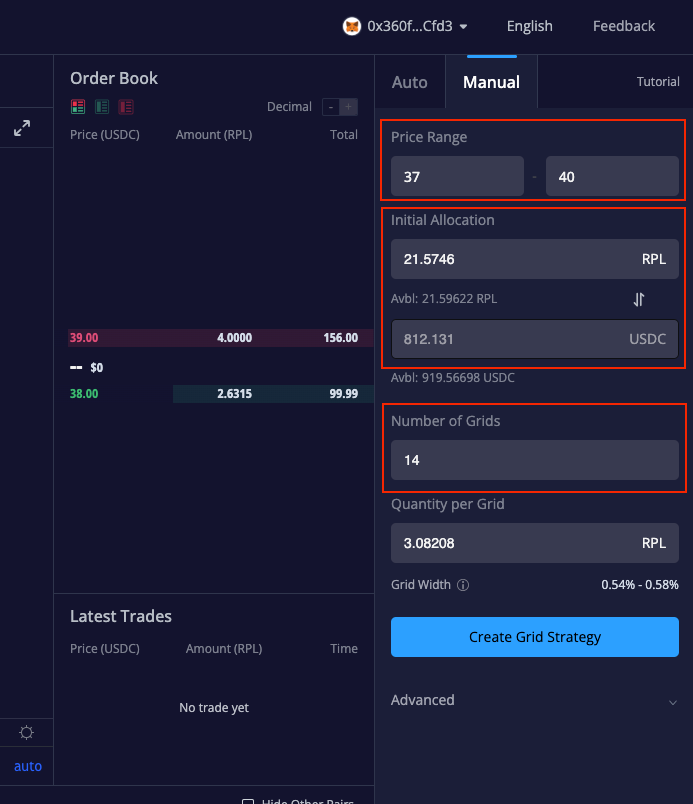 0x360f...Cfd3 English Feedback
Order Book
Decimal - +
Price (USDC) Amount (RPL) Total
39.00 4.0000 156.00
-- $0
38.00 2.6315 99.99
Latest Trades
Price (USDC) Amount (RPL) Time
No trade yet
auto
Hide Other Pairs
Auto Manual Tutorial
Price Range
37 - 40
Initial Allocation
21.5746 RPL
Avbl: 21.59622 RPL
812.131 USDC
Avbl: 919.56698 USDC
Number of Grids
14
Quantity per Grid
3.08208 RPL
Grid Width 0.54% - 0.58%
Create Grid Strategy
Advanced